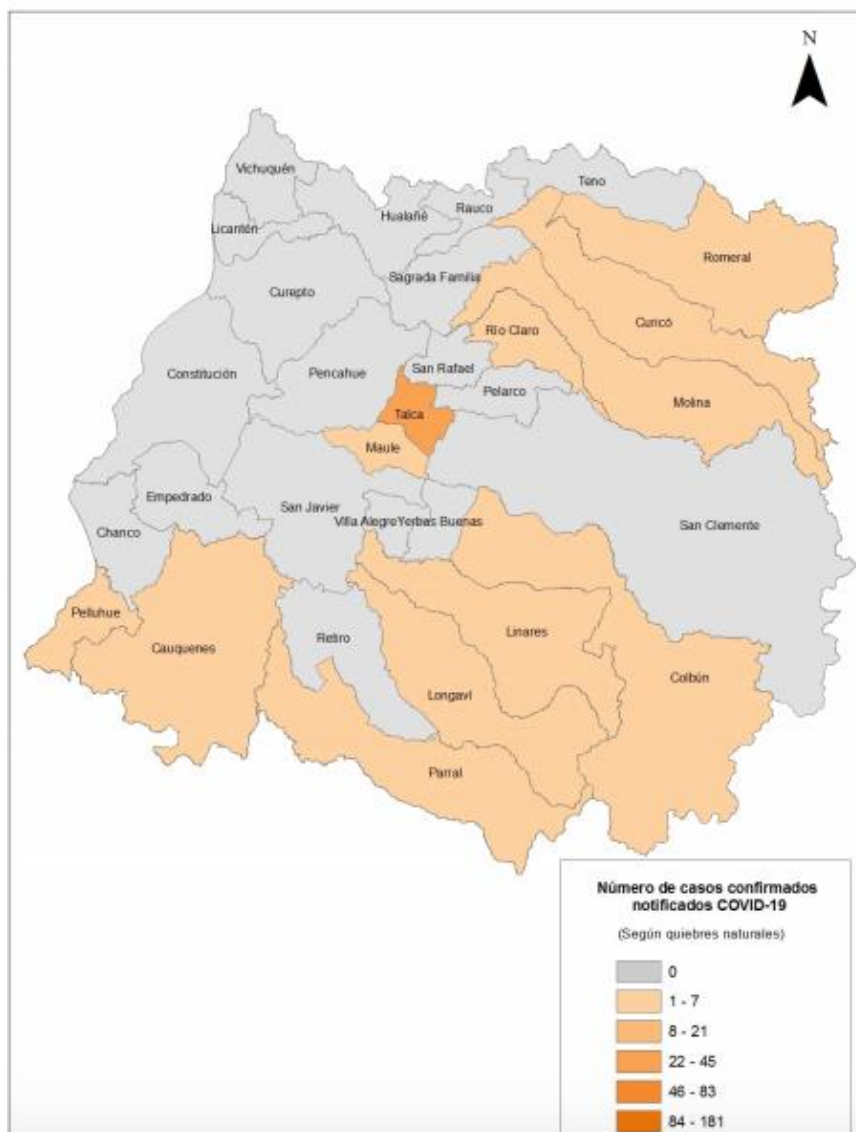 N
Vichuquén
Teno
Rauco
Hualañé
Licantén
Romeral
Sagrada Familia
Curepto
Curicó
Río Claro
San Rafael
Constitución
Pencahue
Pelarco
Molina
Talca
Maule
Empedrado
San Javier
Villa Alegre
Yerbas Buenas
San Clemente
Chanco
Pelluhue
Linares
Retiro
Cauquenes
Colbún
Longaví
Parral
Número de casos confirmados
notificados COVID-19
(Según quiebres naturales)
0
1 - 7
8 - 21
22 - 45
46 - 83
84 - 181